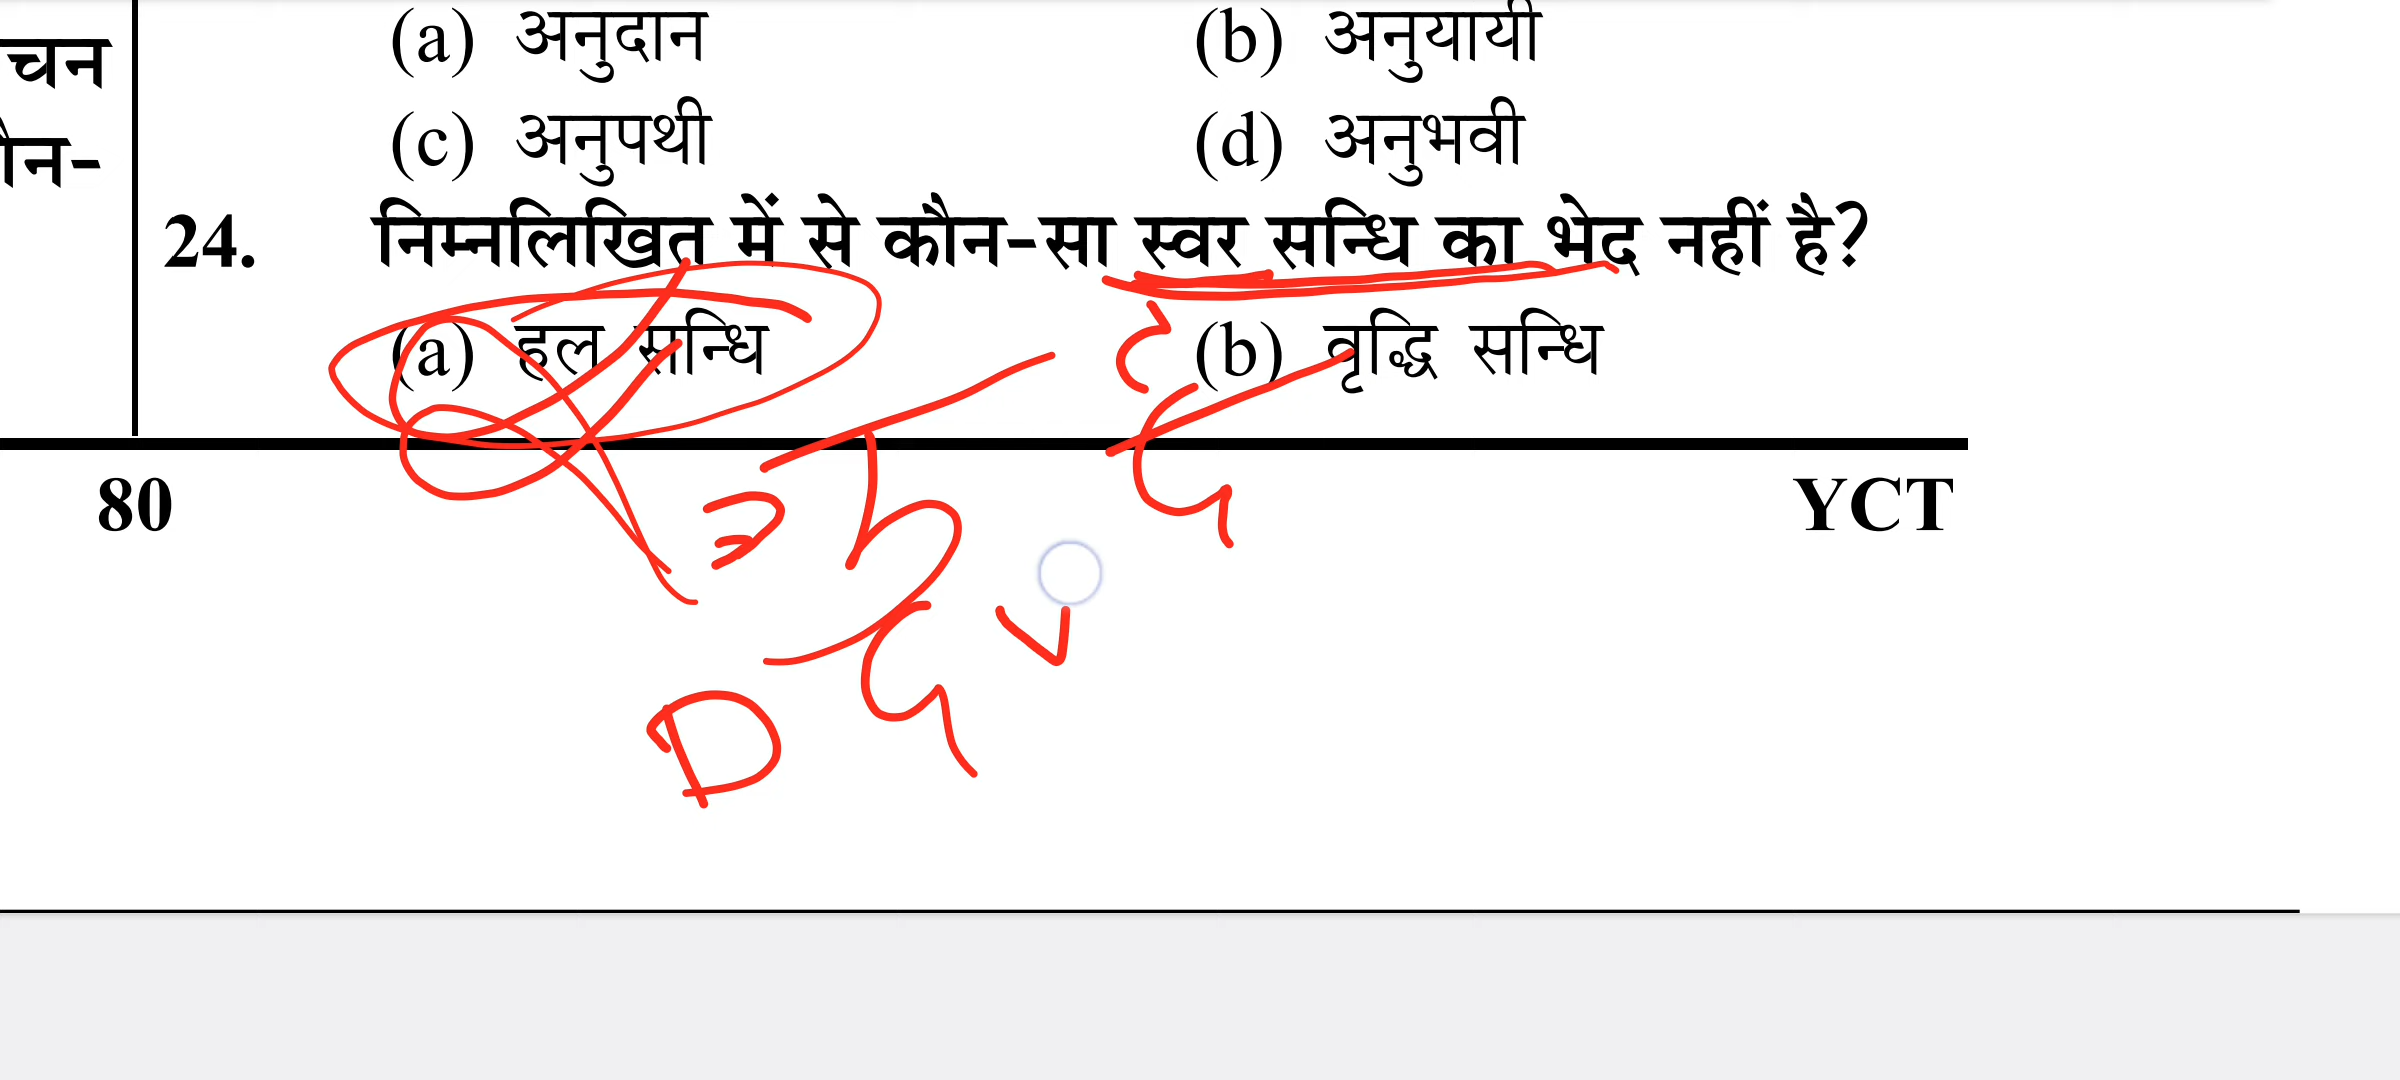 चन
(a) अनुदान (b) अनुयायी
ौन-
(c) अनुपथी (d) अनुभवी
24. निम्नलिखित में से कौन-सा स्वर सन्धि का भेद नहीं है?
(a) हल सन्धि (b) वृद्धि सन्धि
80 YCT
D